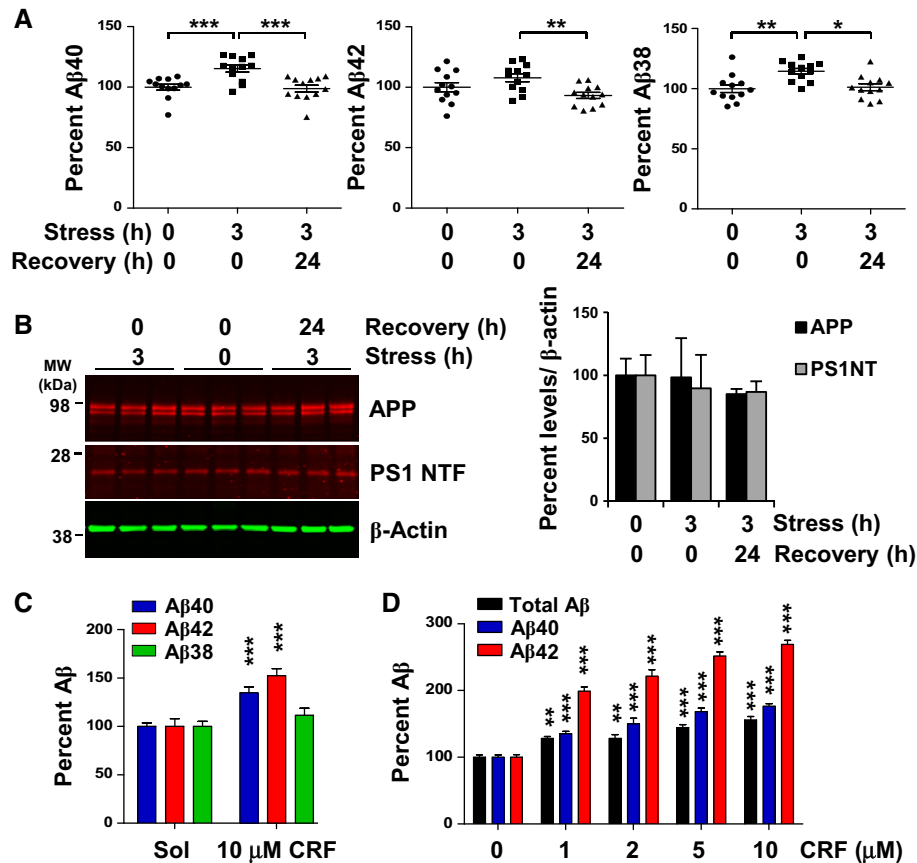 A
Percent Aβ40
150
100
50
0
*** ***
Percent Aβ42
150
100
50
0
**
Percent Aβ38
150
100
50
0
** *
Stress (h) 0 3 3 0 3 3 0 3 3
Recovery (h) 0 0 24 0 0 24 0 0 24
B
0 0 24 Recovery (h)
3 0 3 Stress (h)
MW
(kDa)
98
APP
28
PS1 NTF
38
β-Actin
Percent levels/ β-actin
150
100
50
0
APP
PS1NT
0 3 3 Stress (h)
0 0 24 Recovery (h)
C
Aβ40
Aβ42
Aβ38
Percent Aβ
200
150
100
50
0
*** ***
Sol 10 μM CRF
D
Total Aβ
Aβ40
Aβ42
Percent Aβ
300
200
100
0
** *** *** ** *** *** *** *** *** *** *** ***
0 1 2 5 10 CRF (μM)